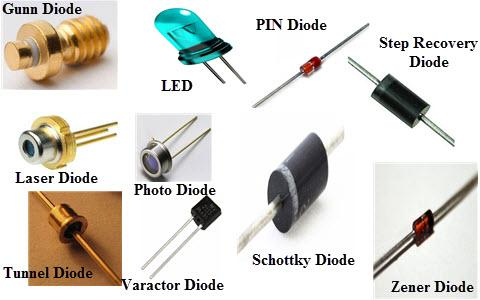 Gunn Diode
LED
PIN Diode
Step Recovery
Diode
Laser Diode
Photo Diode
Tunnel Diode
Varactor Diode
Schottky Diode
Zener Diode